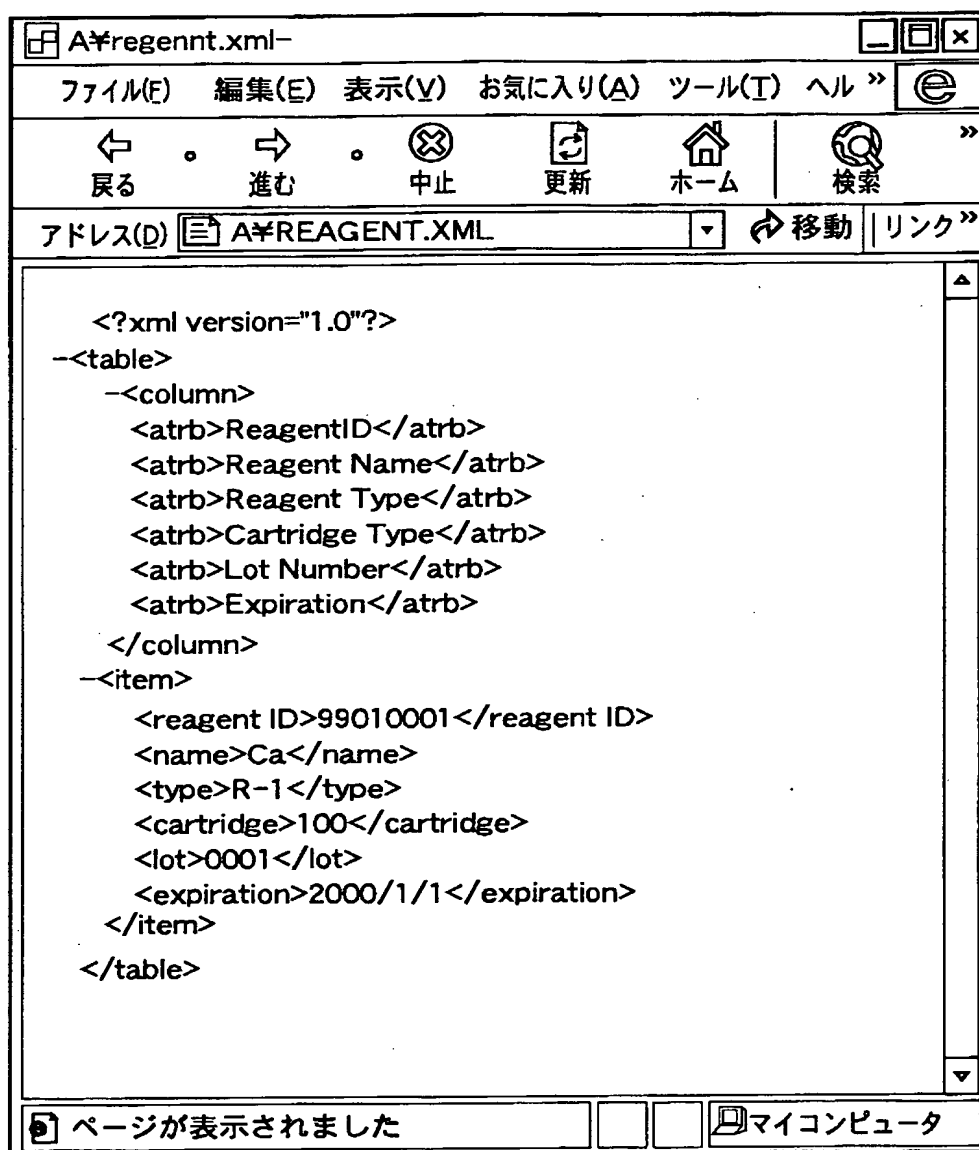 A¥regennt.xml-
ファイル(F) 編集(E) 表示(V) お気に入り(A) ツール(T) ヘル »
戻る 進む 中止 更新 ホーム 検索 »
アドレス(D) A¥REAGENT.XML 移動 リンク»
<?xml version="1.0"?>
-<table>
-<column>
<atrb>ReagentID</atrb>
<atrb>Reagent Name</atrb>
<atrb>Reagent Type</atrb>
<atrb>Cartridge Type</atrb>
<atrb>Lot Number</atrb>
<atrb>Expiration</atrb>
</column>
-<item>
<reagent ID>99010001</reagent ID>
<name>Ca</name>
<type>R-1</type>
<cartridge>100</cartridge>
<lot>0001</lot>
<expiration>2000/1/1</expiration>
</item>
</table>
ページが表示されました マイコンピュータ